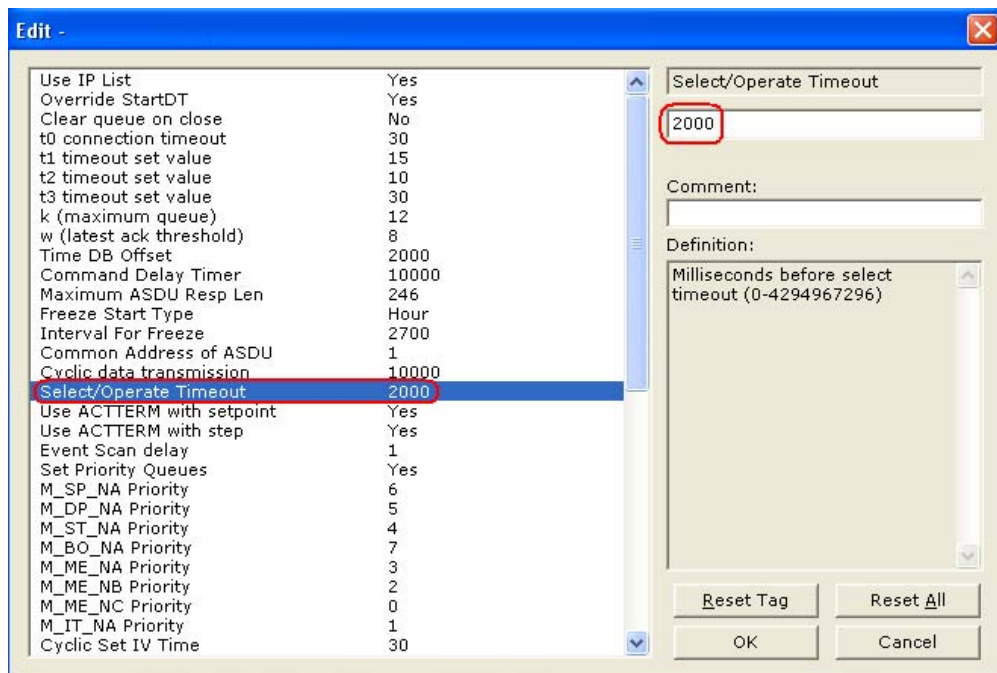 Edit -
Use IP List Yes
Override StartDT Yes
Clear queue on close No
t0 connection timeout 30
t1 timeout set value 15
t2 timeout set value 10
t3 timeout set value 30
k (maximum queue) 12
w (latest ack threshold) 8
Time DB Offset 2000
Command Delay Timer 10000
Maximum ASDU Resp Len 246
Freeze Start Type Hour
Interval For Freeze 2700
Common Address of ASDU 1
Cyclic data transmission 10000
Select/Operate Timeout 2000
Use ACTTERM with setpoint Yes
Use ACTTERM with step Yes
Event Scan delay 1
Set Priority Queues Yes
M_SP_NA Priority 6
M_DP_NA Priority 5
M_ST_NA Priority 4
M_BO_NA Priority 7
M_ME_NA Priority 3
M_ME_NB Priority 2
M_ME_NC Priority 0
M_IT_NA Priority 1
Cyclic Set IV Time 30
Select/Operate Timeout
2000
Comment:
Definition:
Milliseconds before select
timeout (0-4294967296)
Reset Tag Reset All
OK Cancel